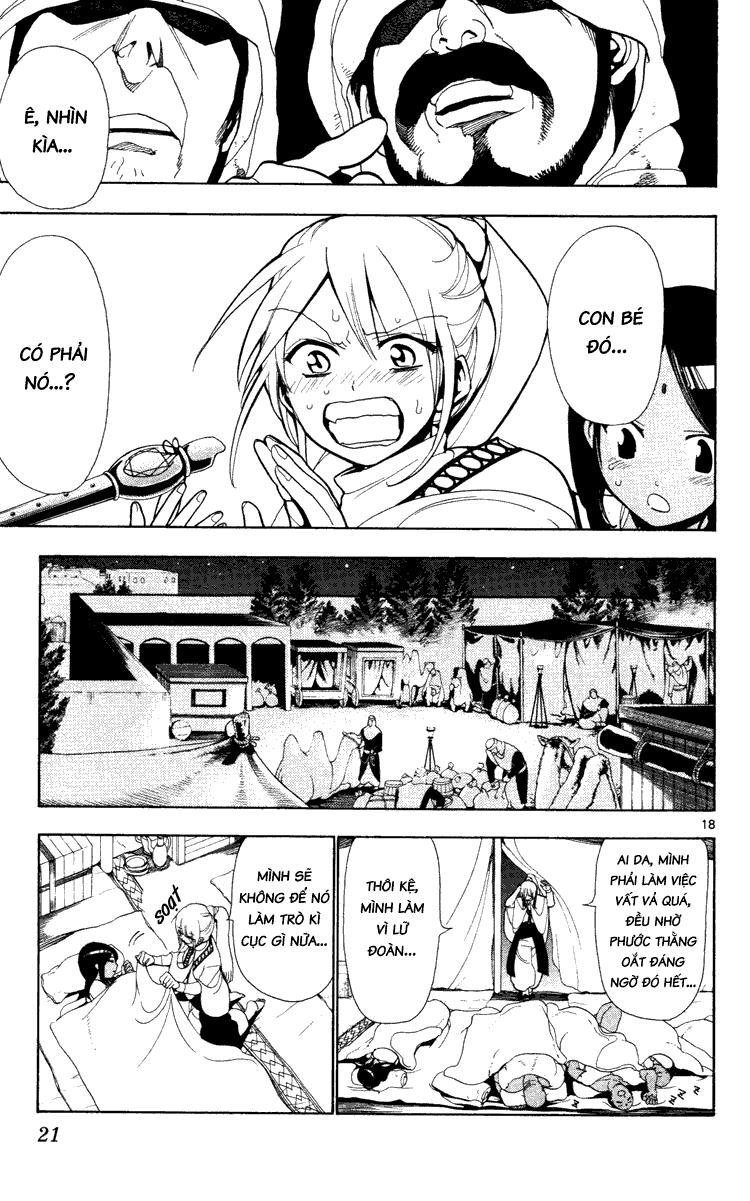 Ê, NHÌN
KÌA...
CON BÉ
ĐÓ...
CÓ PHẢI
NÓ...?
18
AI DA, MÌNH
PHẢI LÀM VIỆC
VẤT VẢ QUÁ,
ĐỀU NHỜ
PHƯỚC THẰNG
OẮT ĐÁNG
NGỜ ĐÓ HẾT...
THÔI KỆ,
MÌNH LÀM
VÌ LỮ
ĐOÀN...
Z Z Z
MÌNH SẼ
KHÔNG ĐỂ NÓ
LÀM TRÒ KÌ
CỤC GÌ NỮA...
soạt
21